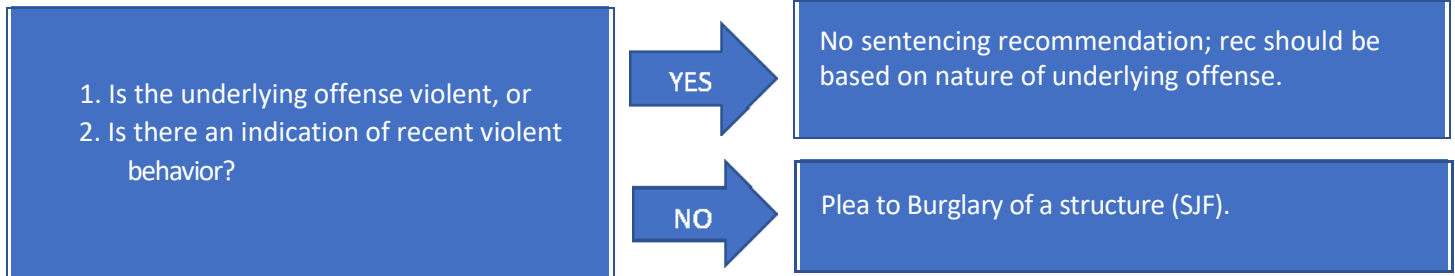 1. Is the underlying offense violent, or
2. Is there an indication of recent violent
behavior?
YES
No sentencing recommendation; rec should be
based on nature of underlying offense.
NO
Plea to Burglary of a structure (SJF).